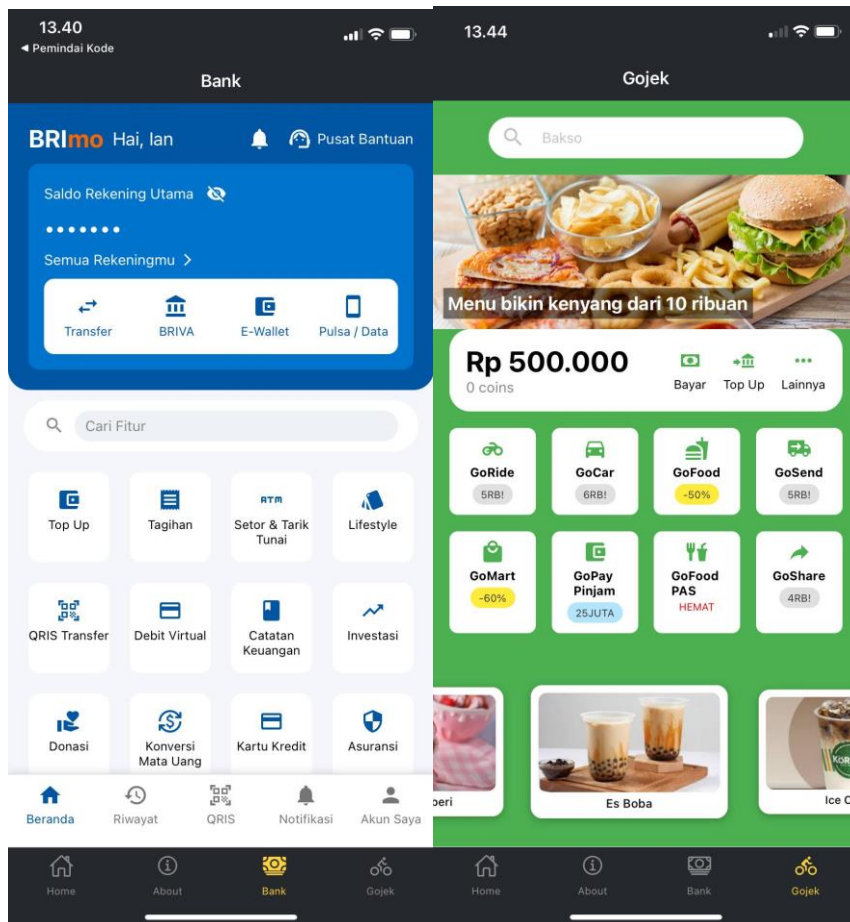 13.40
◄ Pemindai Kode
Bank
BRImo Hai, Ian
Pusat Bantuan
Saldo Rekening Utama
•••••••
Semua Rekeningmu >
Transfer
BRIVA
E-Wallet
Pulsa / Data
Cari Fitur
Top Up
Tagihan
ATM
Setor & Tarik
Tunai
Lifestyle
QRIS Transfer
Debit Virtual
Catatan
Keuangan
Investasi
Donasi
Konversi
Mata Uang
Kartu Kredit
Asuransi
Beranda
Riwayat
QRIS
Notifikasi
Akun Saya
Home
About
Bank
Gojek
13.44
Gojek
Bakso
Menu bikin kenyang dari 10 ribuan
Rp 500.000
0 coins
Bayar
Top Up
Lainnya
GoRide
5RB!
GoCar
6RB!
GoFood
-50%
GoSend
5RB!
GoMart
-60%
GoPay
Pinjam
25JUTA
GoFood
PAS
HEMAT
GoShare
4RB!
peri
Es Boba
Ice C
Home
About
Bank
Gojek